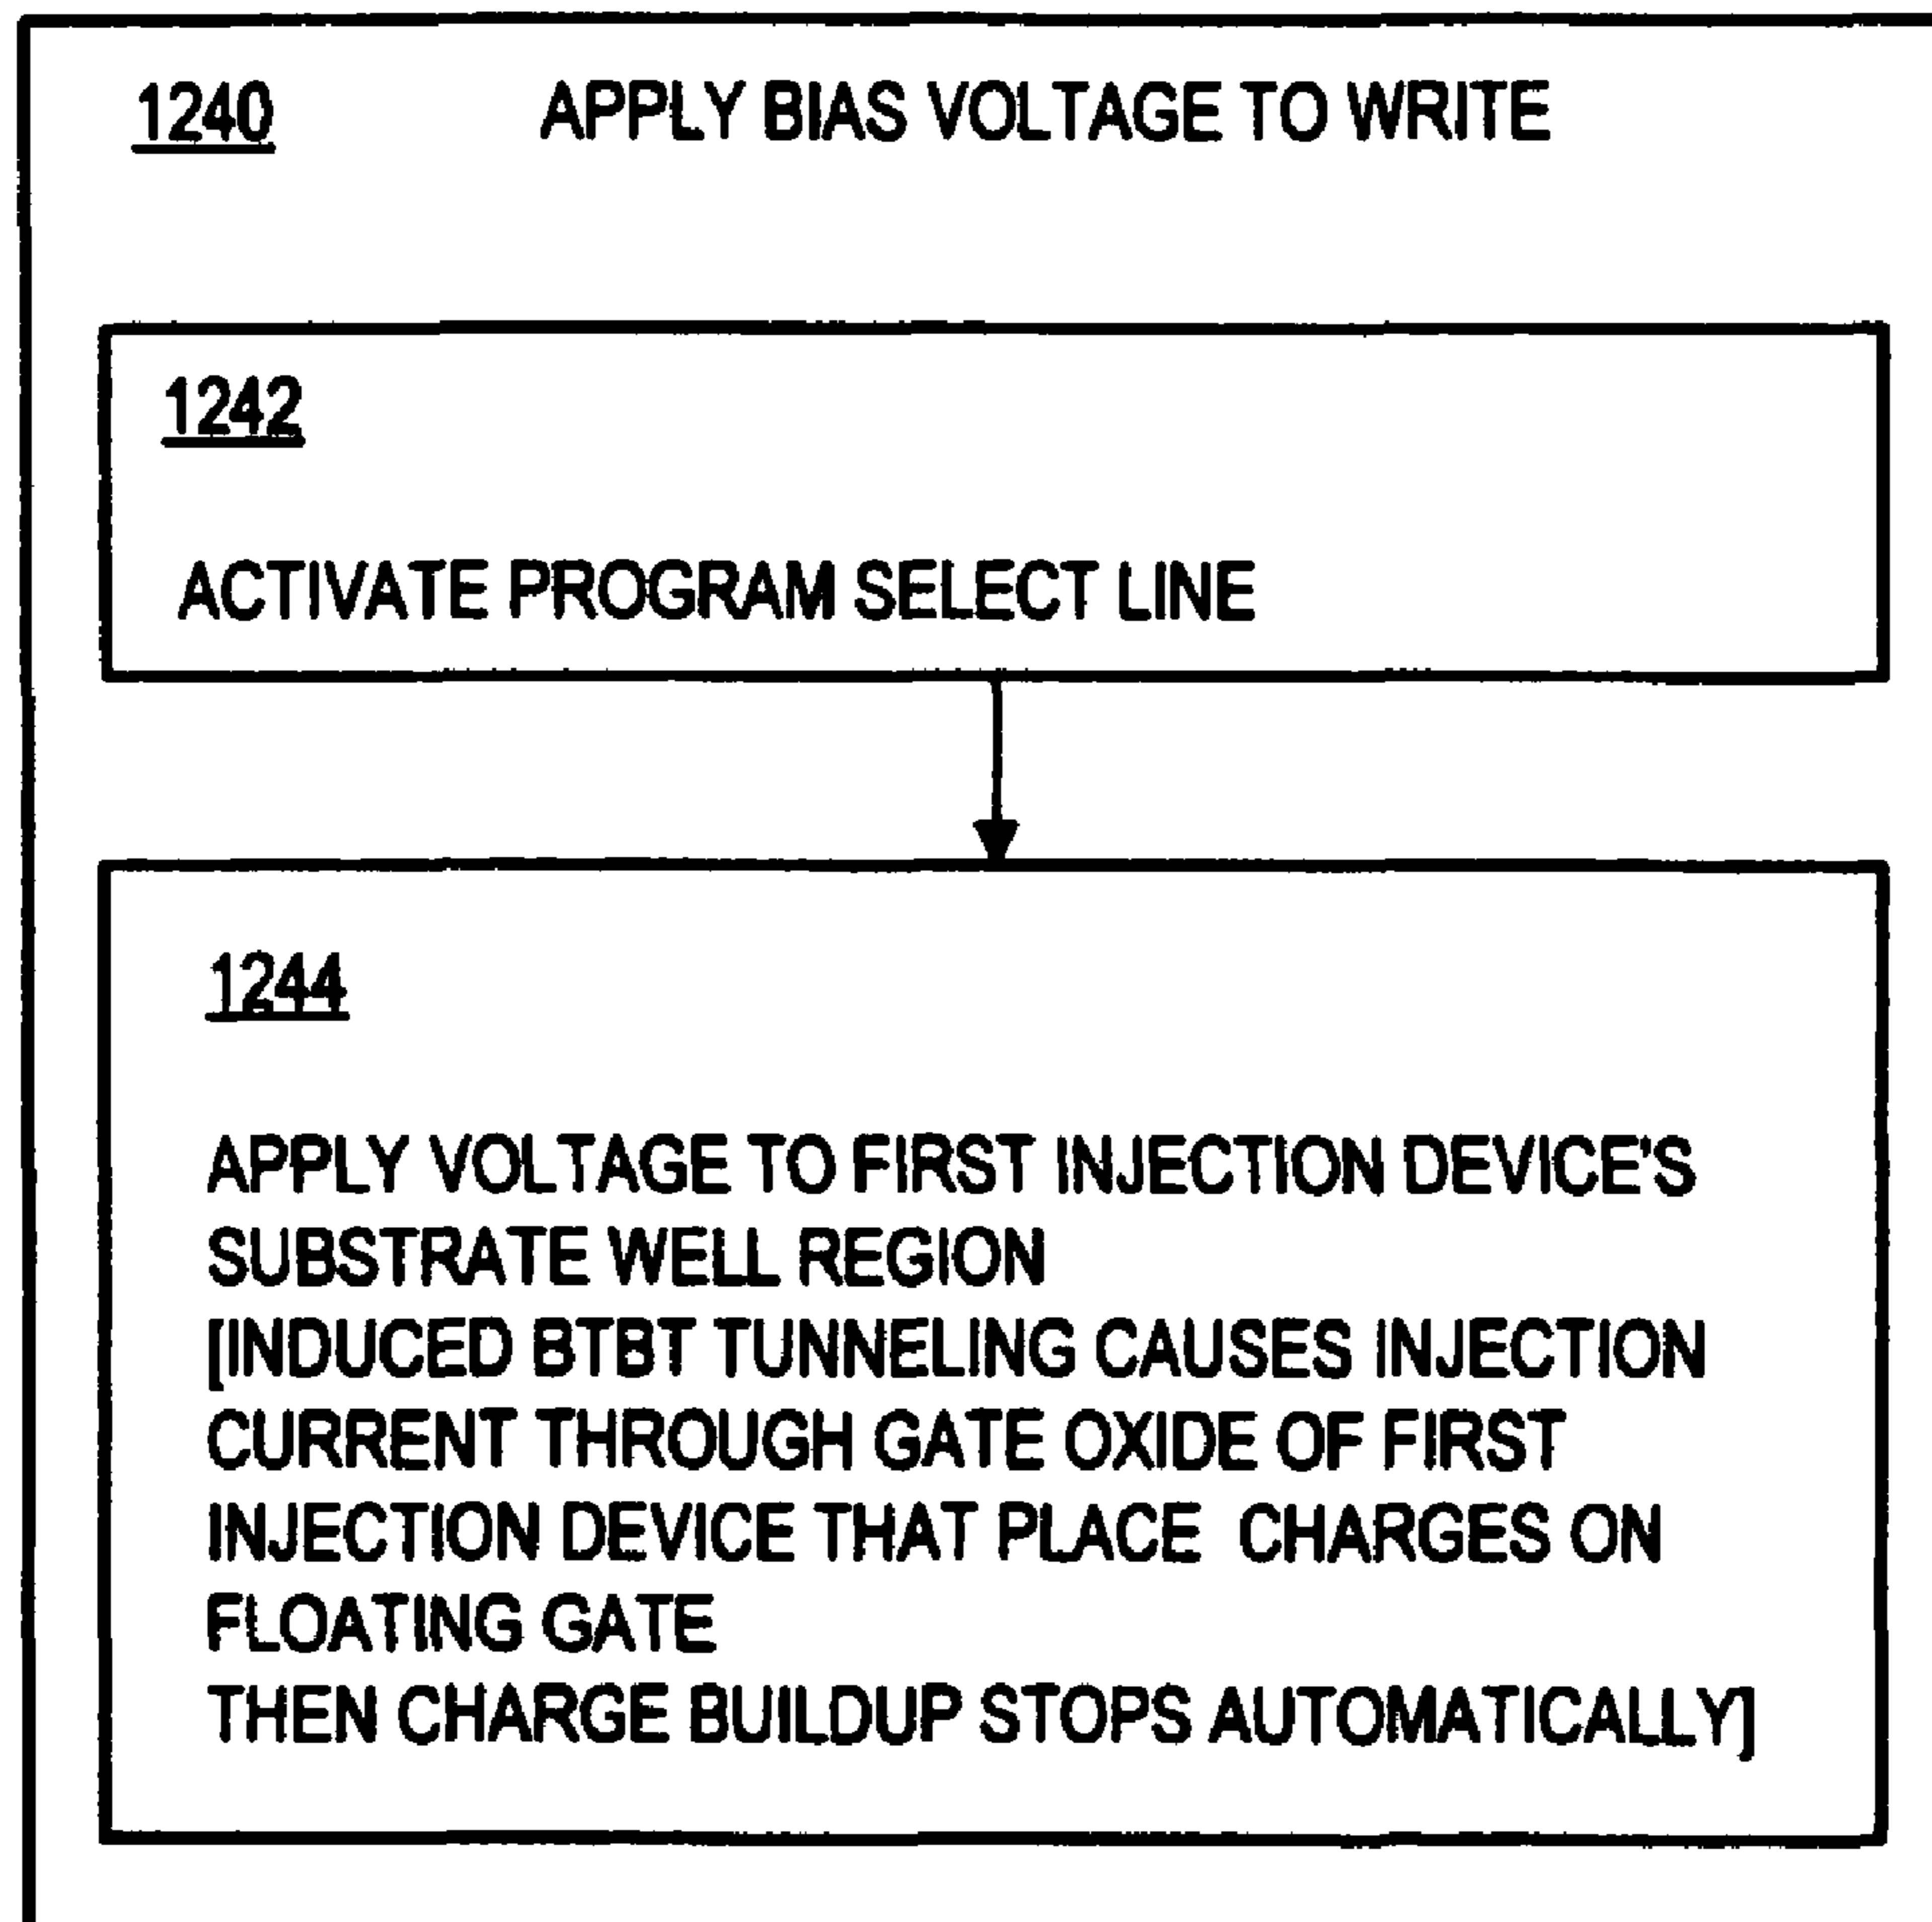 1240 APPLY BIAS VOLTAGE TO WRITE
1242
ACTIVATE PROGRAM SELECT LINE
1244
APPLY VOLTAGE TO FIRST INJECTION DEVICE'S
SUBSTRATE WELL REGION
[INDUCED BTBT TUNNELING CAUSES INJECTION
CURRENT THROUGH GATE OXIDE OF FIRST
INJECTION DEVICE THAT PLACE CHARGES ON
FLOATING GATE
THEN CHARGE BUILDUP STOPS AUTOMATICALLY]